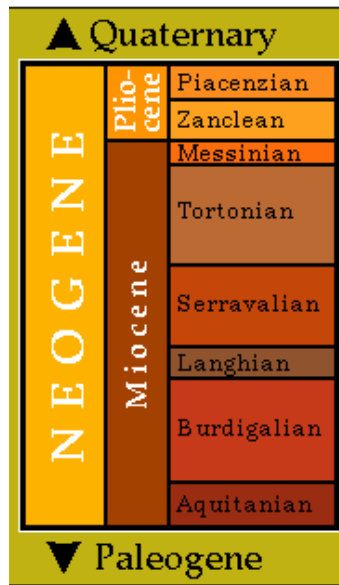 ▲ Quaternary
NEOGENE
Plio-
cene
Miocene
Piacenzian
Zanclean
Messinian
Tortonian
Serravalian
Langhian
Burdigalian
Aquitanian
▼ Paleogene